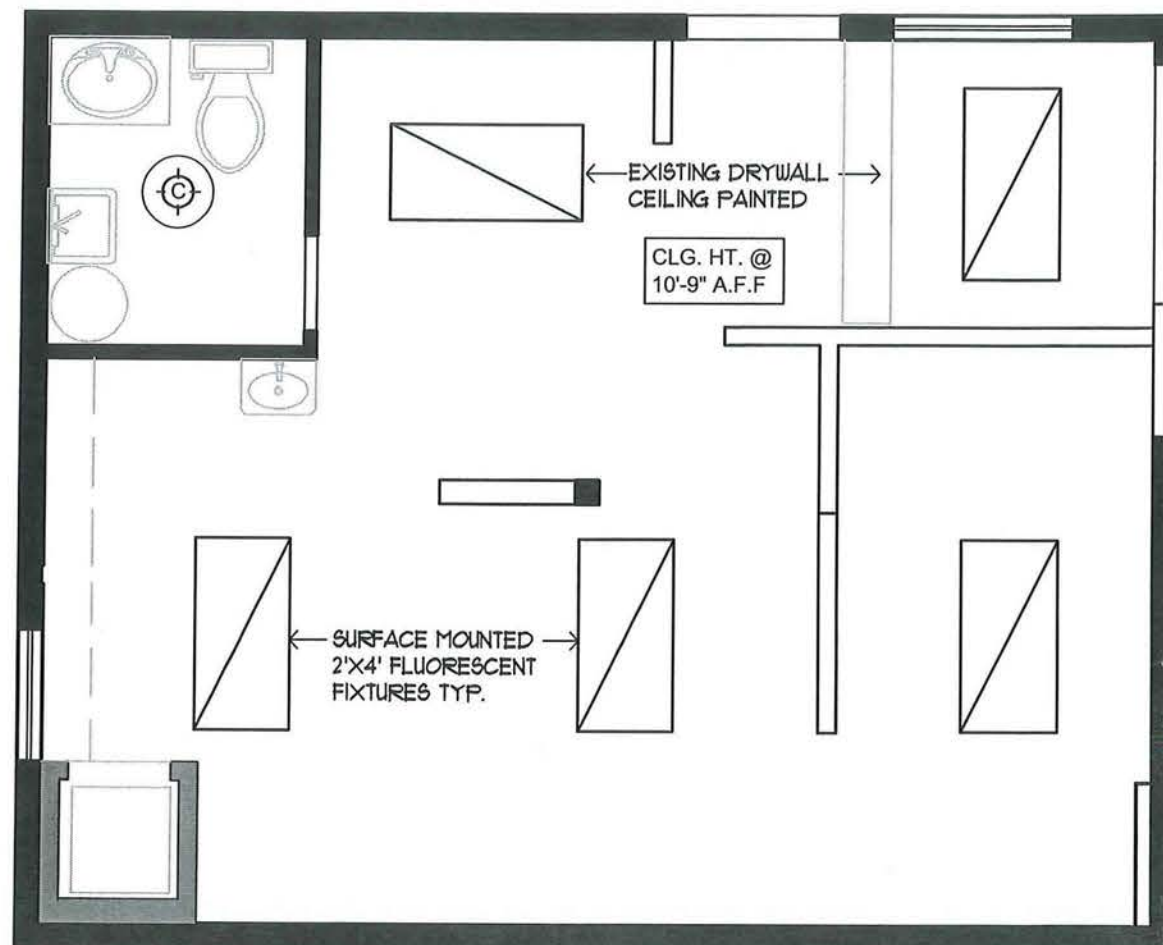 EXISTING DRYWALL
CEILING PAINTED
CLG. HT. @
10'-9" A.F.F
C
SURFACE MOUNTED
2'X4' FLUORESCENT
FIXTURES TYP.